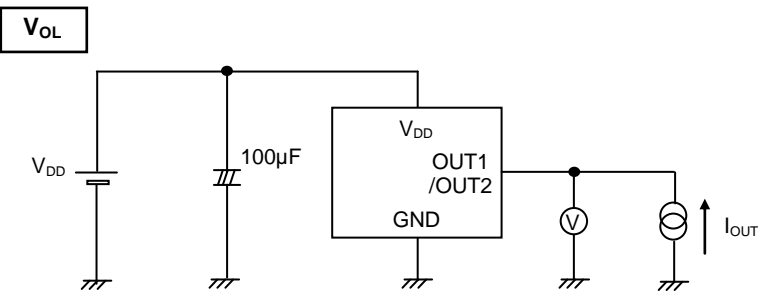 VOL
VDD
100µF
VDD
OUT1
/OUT2
GND
V
IOUT